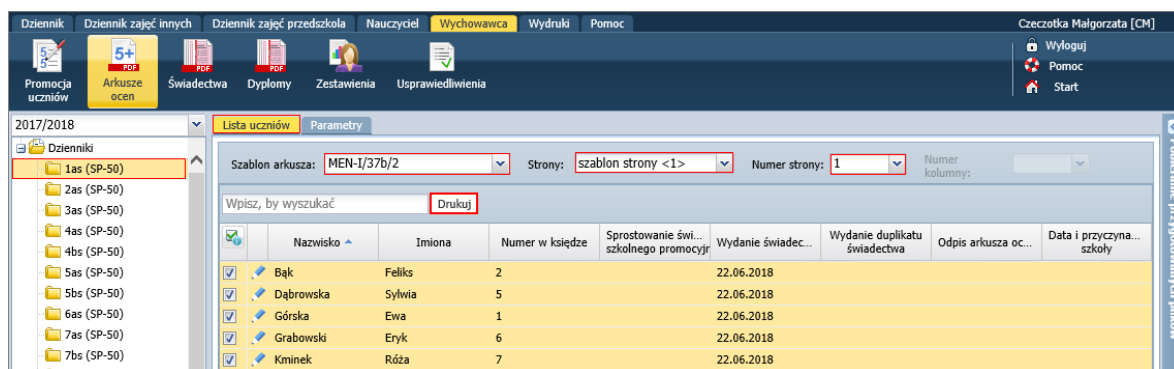 Dziennik Dziennik zajęć innych Dziennik zajęć przedszkola Nauczyciel Wychowawca Wydruki Pomoc Czeczotka Małgorzata [CM]
5+ PDF PDF PDF
Promocja uczniów
Arkusze ocen
Świadectwa
Dyplomy
Zestawienia
Usprawiedliwienia
Wyloguj
Pomoc
Start
2017/2018
Dzienniki
1as (SP-50)
2as (SP-50)
3as (SP-50)
4as (SP-50)
4bs (SP-50)
5as (SP-50)
5bs (SP-50)
6as (SP-50)
7as (SP-50)
7bs (SP-50)
Lista uczniów Parametry
Szablon arkusza: MEN-I/37b/2 Strony: szablon strony <1> Numer strony: 1 Numer kolumny:
Wpisz, by wyszukać Drukuj
Nazwisko Imiona Numer w księdze Sprostowanie świ... szkolnego promocyjn Wydanie świadec... Wydanie duplikatu świadectwa Odpis arkusza oc... Data i przyczyna... szkoły
Bąk Feliks 2 22.06.2018
Dąbrowska Sylwia 5 22.06.2018
Górska Ewa 1 22.06.2018
Grabowski Eryk 6 22.06.2018
Kminek Róża 7 22.06.2018
Pobieranie przygotowanych plików